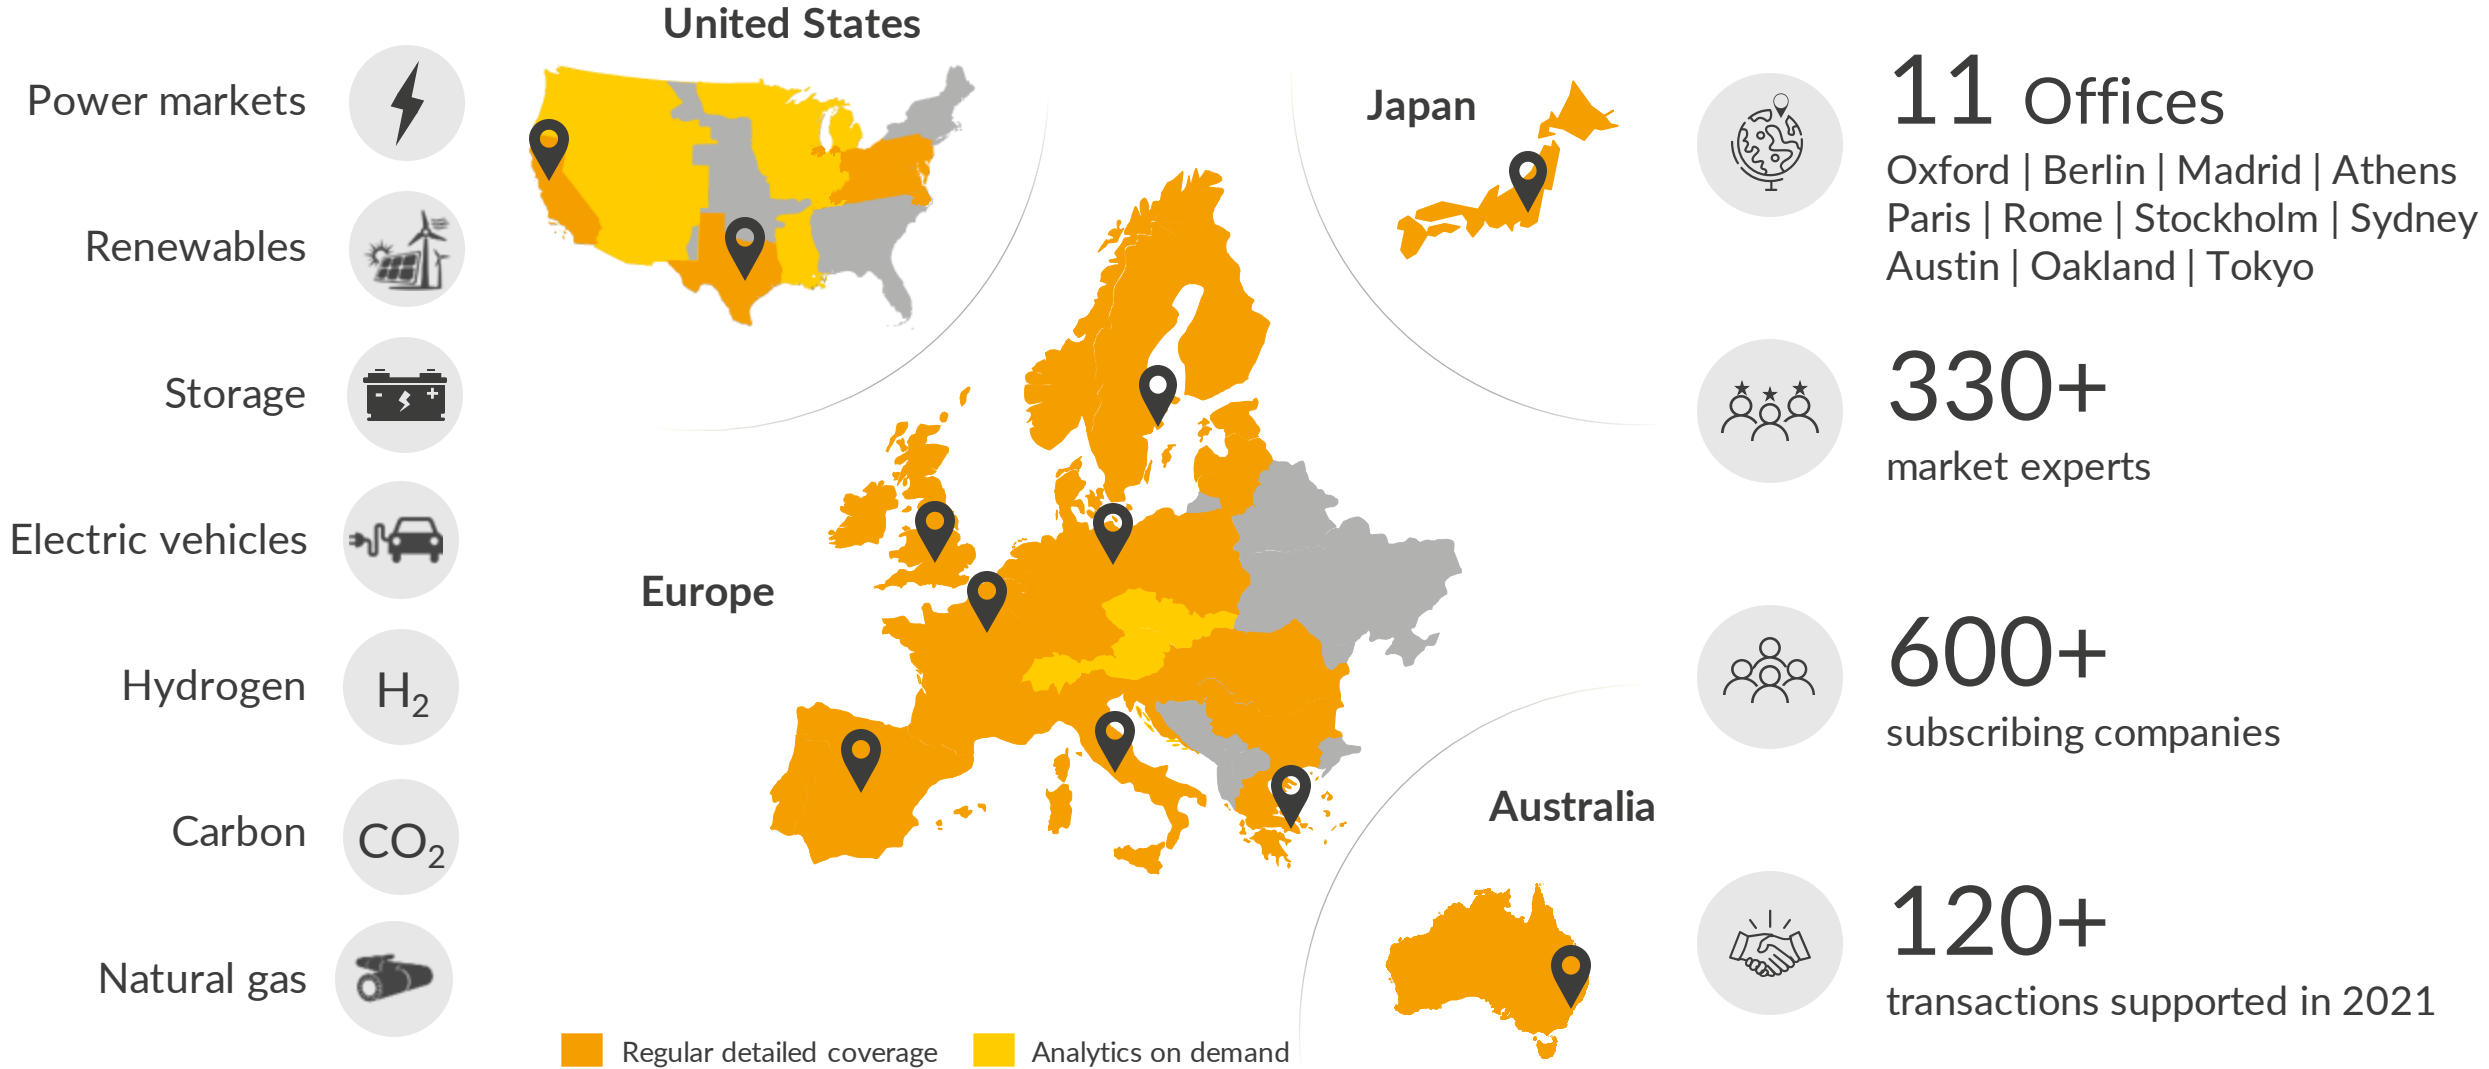 United States
Power markets
Renewables
Storage
Electric vehicles
Hydrogen
H2
Carbon
CO2
Natural gas
Europe
Japan
Australia
Regular detailed coverage
Analytics on demand
11 Offices
Oxford | Berlin | Madrid | Athens
Paris | Rome | Stockholm | Sydney
Austin | Oakland | Tokyo
330+
market experts
600+
subscribing companies
120+
transactions supported in 2021